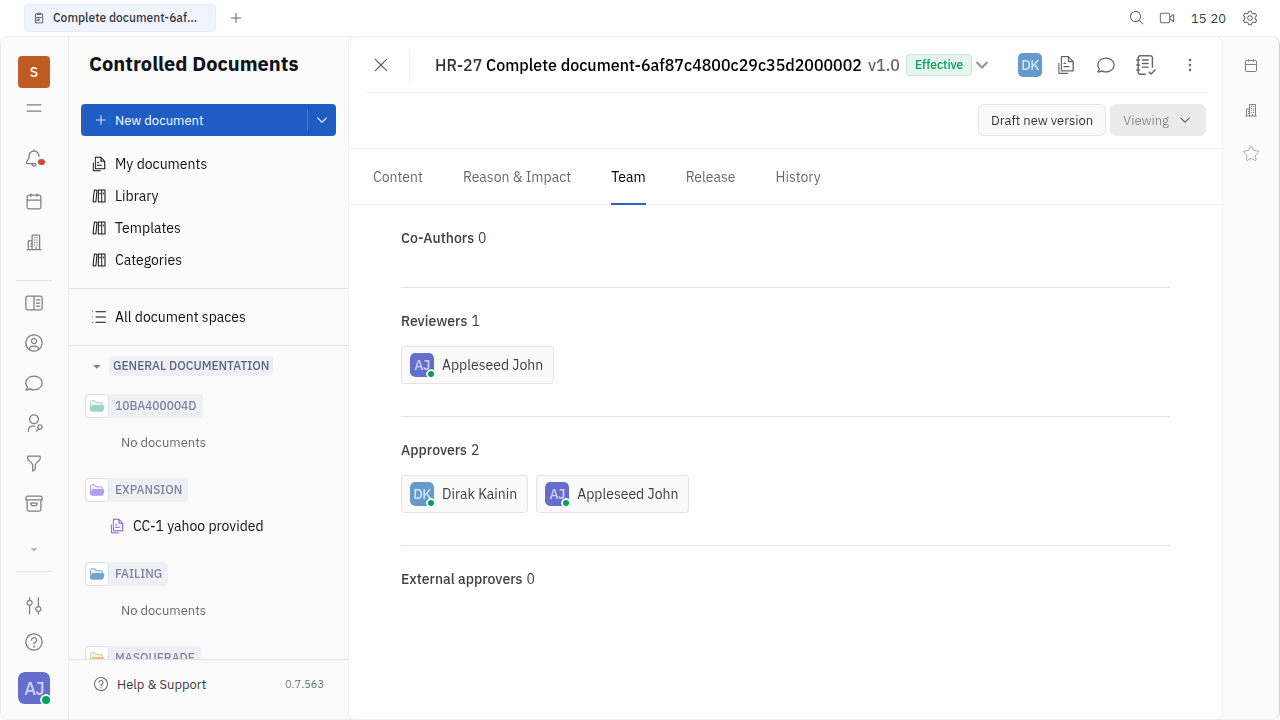 Complete document-6af...
15 20
S
Controlled Documents
New document
My documents
Library
Templates
Categories
All document spaces
GENERAL DOCUMENTATION
10BA400004D
No documents
EXPANSION
CC-1 yahoo provided
FAILING
No documents
MASQUERADE
Help & Support
0.7.563
AJ
HR-27 Complete document-6af87c4800c29c35d2000002 v1.0
Effective
DK
Draft new version
Viewing
Content
Reason & Impact
Team
Release
History
Co-Authors 0
Reviewers 1
AJ Appleseed John
Approvers 2
DK Dirak Kainin
AJ Appleseed John
External approvers 0